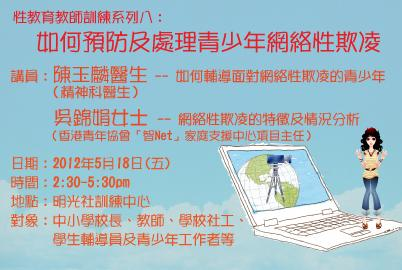 性教育教師訓練系列八：
如何預防及處理青少年網絡性欺凌
講員：陳玉麟醫生 -- 如何輔導面對網絡性欺凌的青少年
（精神科醫生）
吳錦娟女士 -- 網絡性欺凌的特徵及情況分析
（香港青年協會「智Net」家庭支援中心項目主任）
日期：2012年5月18日(五)
時間：2:30-5:30pm
地點：明光社訓練中心
對象：中小學校長、教師、學校社工、
學生輔導員及青少年工作者等